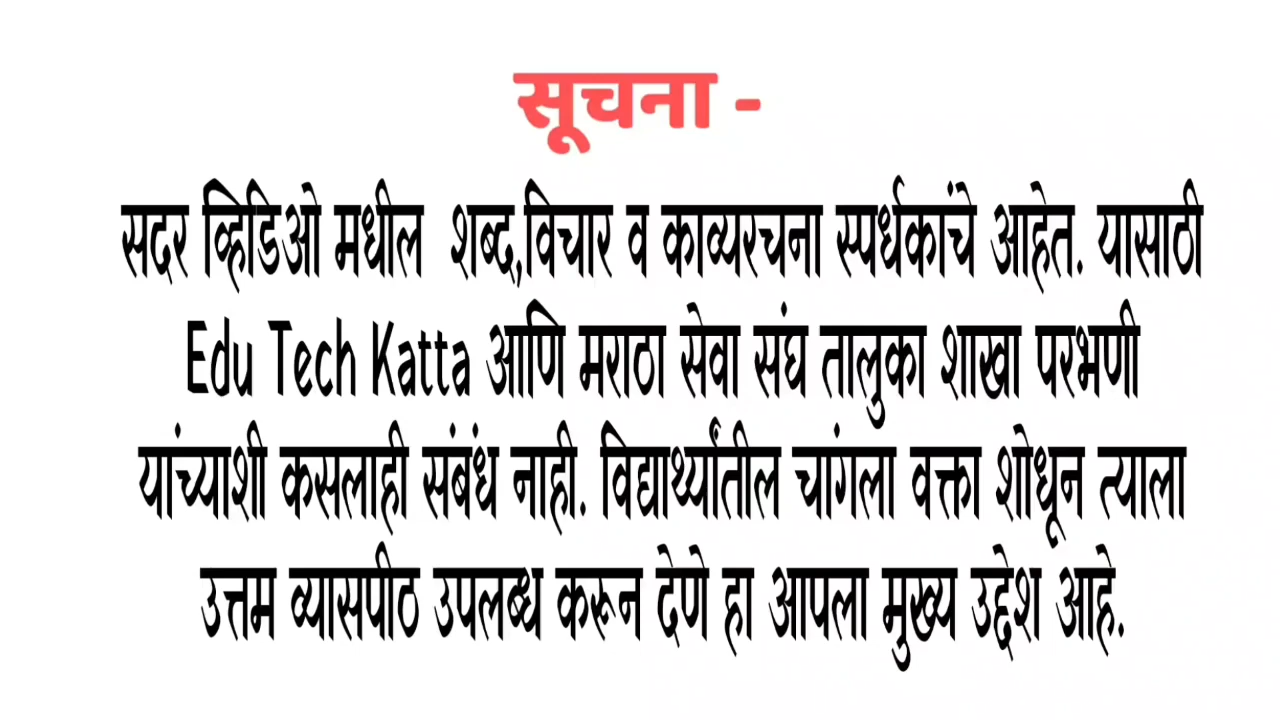 सूचना -
सदर व्हिडिओ मधील शब्द,विचार व काव्यरचना स्पर्धकांचे आहेत. यासाठी
Edu Tech Katta आणि मराठा सेवा संघ तालुका शाखा परभणी
यांच्याशी कसलाही संबंध नाही. विद्यार्थ्यांतील चांगला वक्ता शोधून त्याला
उत्तम व्यासपीठ उपलब्ध करून देणे हा आपला मुख्य उद्देश आहे.